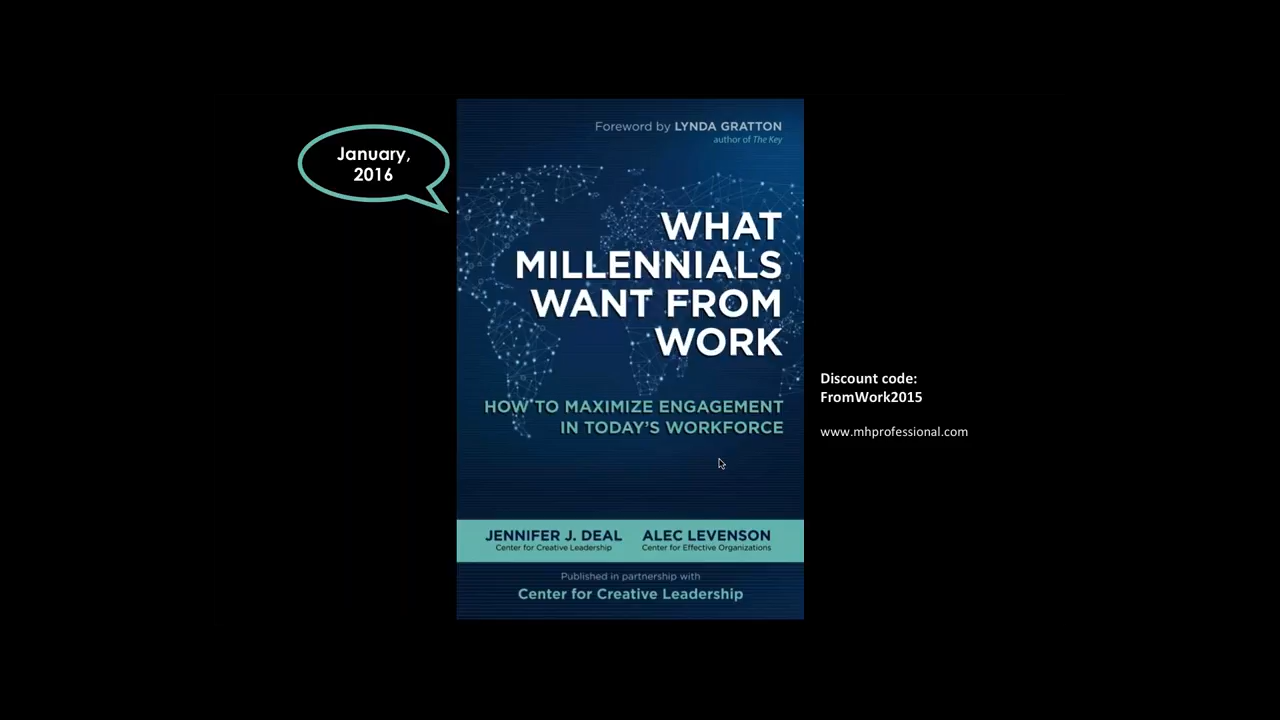 January,
2016
Foreword by LYNDA GRATTON
author of The Key
WHAT
MILLENNIALS
WANT FROM
WORK
HOW TO MAXIMIZE ENGAGEMENT
IN TODAY'S WORKFORCE
JENNIFER J. DEAL
Center for Creative Leadership
ALEC LEVENSON
Center for Effective Organizations
Published in partnership with
Center for Creative Leadership
Discount code:
FromWork2015
www.mhprofessional.com